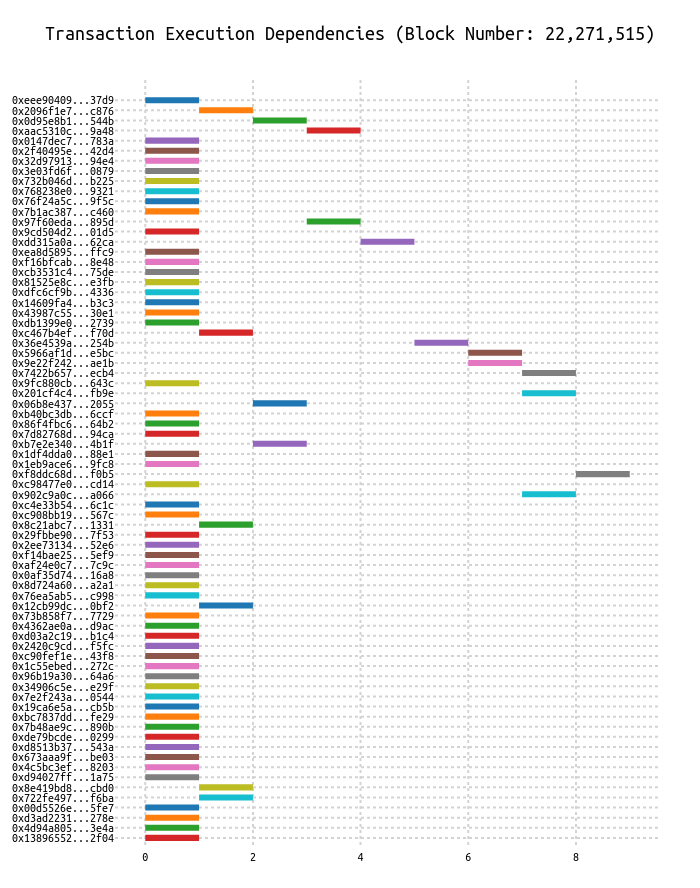 Transaction Execution Dependencies (Block Number: 22,271,515)
0xeee90409...37d9
0x2096f1e7...c876
0x0d95e8b1...544b
0xaac5310c...9a48
0x0147dec7...783a
0x2f40495e...42d4
0x32d97913...94e4
0x3e03fd6f...0879
0x732b046d...b225
0x768238e0...9321
0x76f24a5c...9f5c
0x7b1ac387...c460
0x97f60eda...895d
0x9cd504d2...01d5
0xdd315a0a...62ca
0xea8d5895...ffc9
0xf16bfcab...8e48
0xcb3531c4...75de
0x81525e8c...e3fb
0xdfc6cf9b...4336
0x14609fa4...b3c3
0x43987c55...30e1
0xdb1399e0...2739
0xc467b4ef...f70d
0x36e4539a...254b
0x5966af1d...e5bc
0x9e22f242...ae1b
0x7422b657...ecb4
0x9fc880cb...643c
0x201cf4c4...fb9e
0x06b8e437...2055
0xb40bc3db...6ccf
0x86f4fbc6...64b2
0x7d82768d...94ca
0xb7e2e340...4b1f
0x1df4dda0...88e1
0x1eb9ace6...9fc8
0xf8ddc68d...f0b5
0xc98477e0...cd14
0x902c9a0c...a066
0xc4e33b54...6c1c
0xc908bb19...567c
0x8c21abc7...1331
0x29fbbe90...7f53
0x2ee73134...52e6
0xf14bae25...5ef9
0xaf24e0c7...7c9c
0x0af35d74...16a8
0x8d724a60...a2a1
0x76ea5ab5...c998
0x12cb99dc...0bf2
0x73b858f7...7729
0x4362ae0a...d9ac
0xd03a2c19...b1c4
0x2420c9cd...f5fc
0xc90fef1e...43f8
0x1c55ebed...272c
0x96b19a30...64a6
0x34906c5e...e29f
0x7e2f243a...0544
0x19ca6e5a...cb5b
0xbc7837dd...fe29
0x7b48ae9c...890b
0xde79bcde...0299
0xd8513b37...543a
0x673aaa9f...be03
0x4c5bc3ef...8203
0xd94027ff...1a75
0x8e419bd8...cbd0
0x722fe497...f6ba
0x00d5526e...5fe7
0xd3ad2231...278e
0x4d94a805...3e4a
0x13896552...2f04
0 2 4 6 8